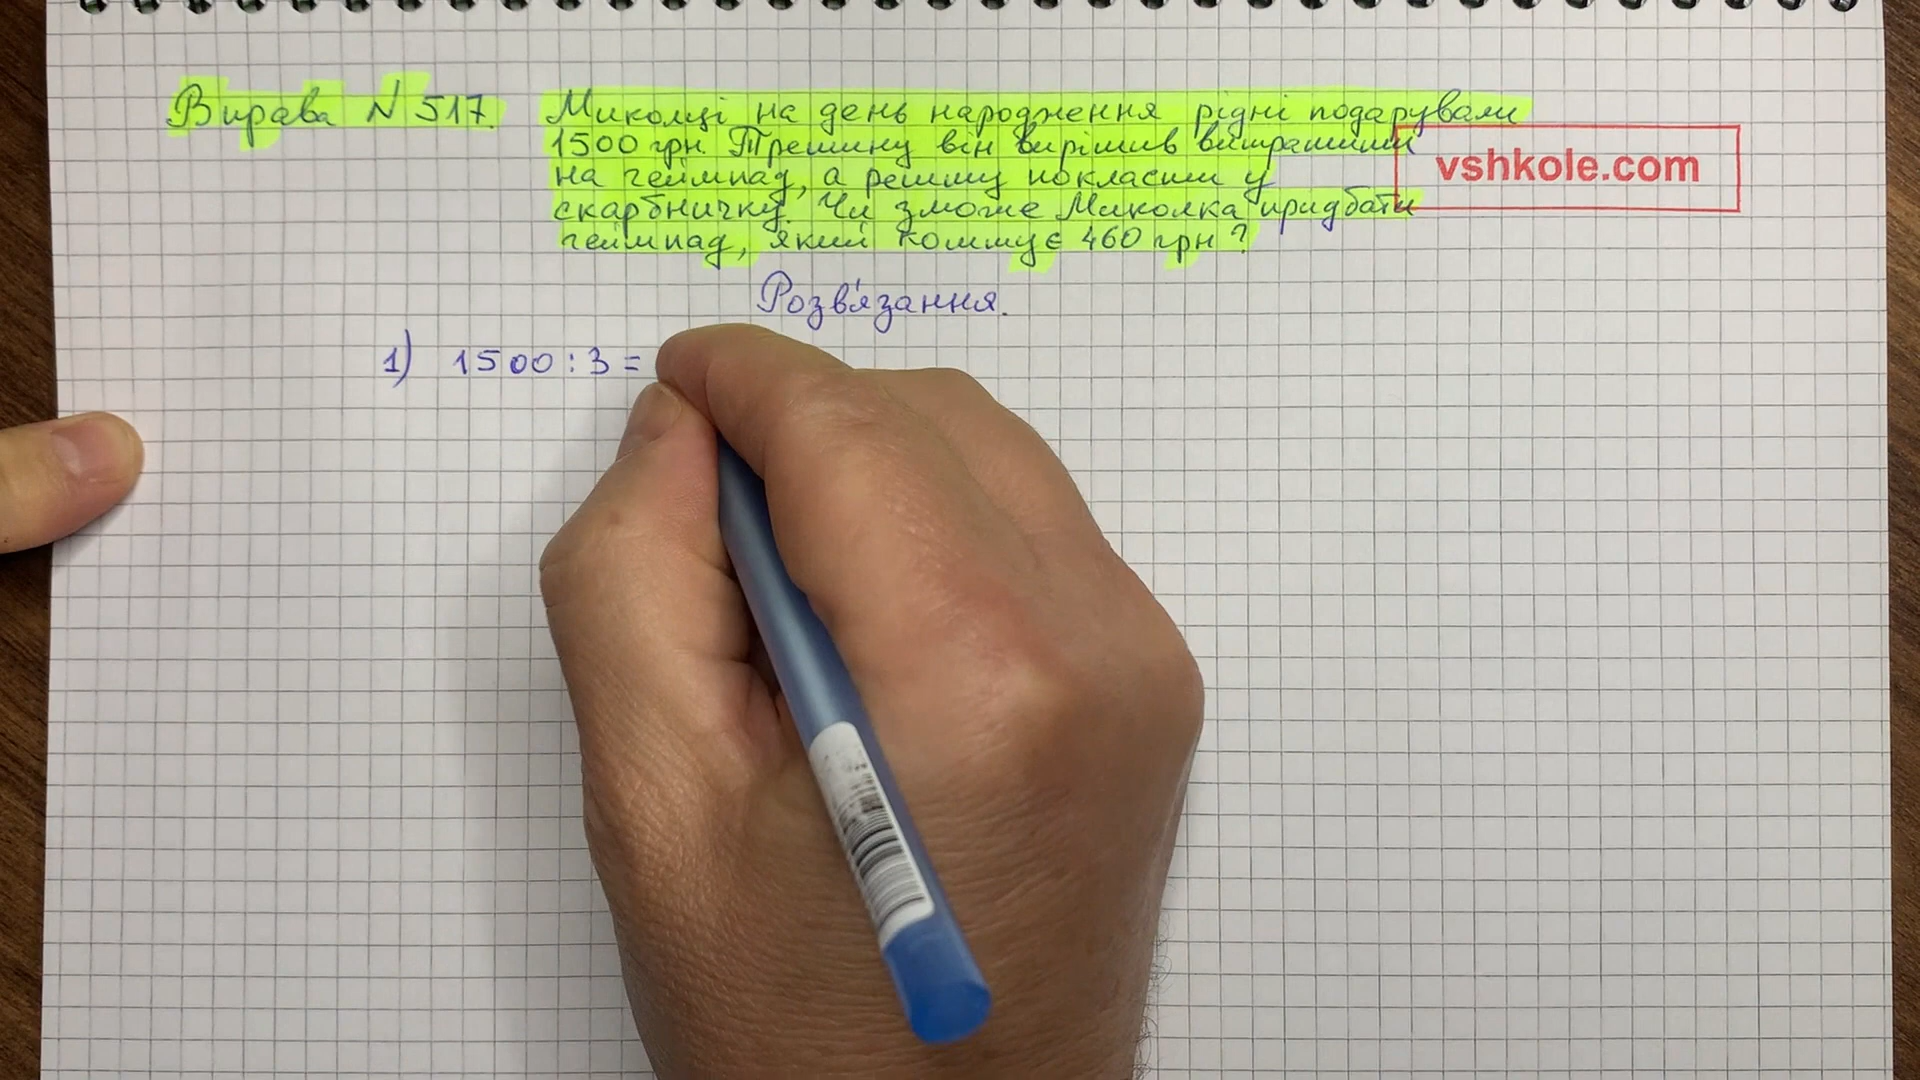 Вправа N 517. Миколці на день народження рідні подарували
1500 грн. Третину він вирішив витратити
на геймпад, а решту покласти у
скарбничку. Чи зможе Миколка придбати
геймпад, який коштує 460 грн?
vshkole.com
Розв'язання.
1) 1500 : 3 =